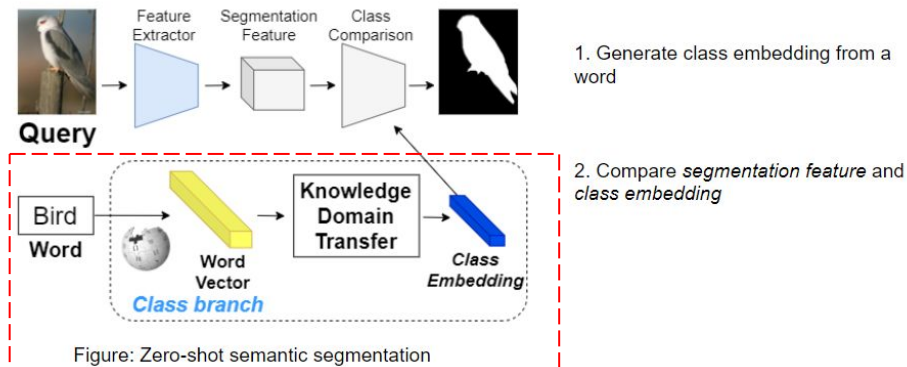 Feature
Extractor
Segmentation
Feature
Class
Comparison
Query
1. Generate class embedding from a
word
2. Compare segmentation feature and
class embedding
Bird
Word
Word
Vector
Knowledge
Domain
Transfer
Class
Embedding
Class branch
Figure: Zero-shot semantic segmentation